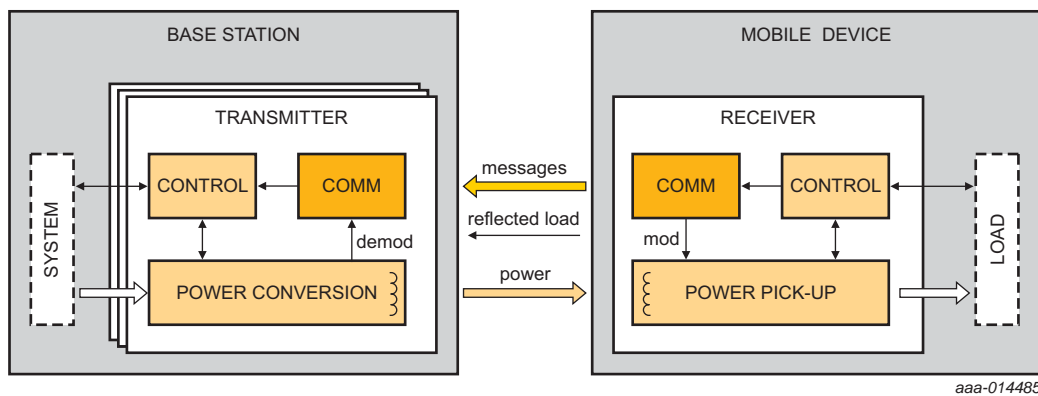 BASE STATION
TRANSMITTER
SYSTEM
CONTROL
COMM
demod
POWER CONVERSION
messages
reflected load
power
MOBILE DEVICE
RECEIVER
COMM
CONTROL
mod
POWER PICK-UP
LOAD
aaa-014485